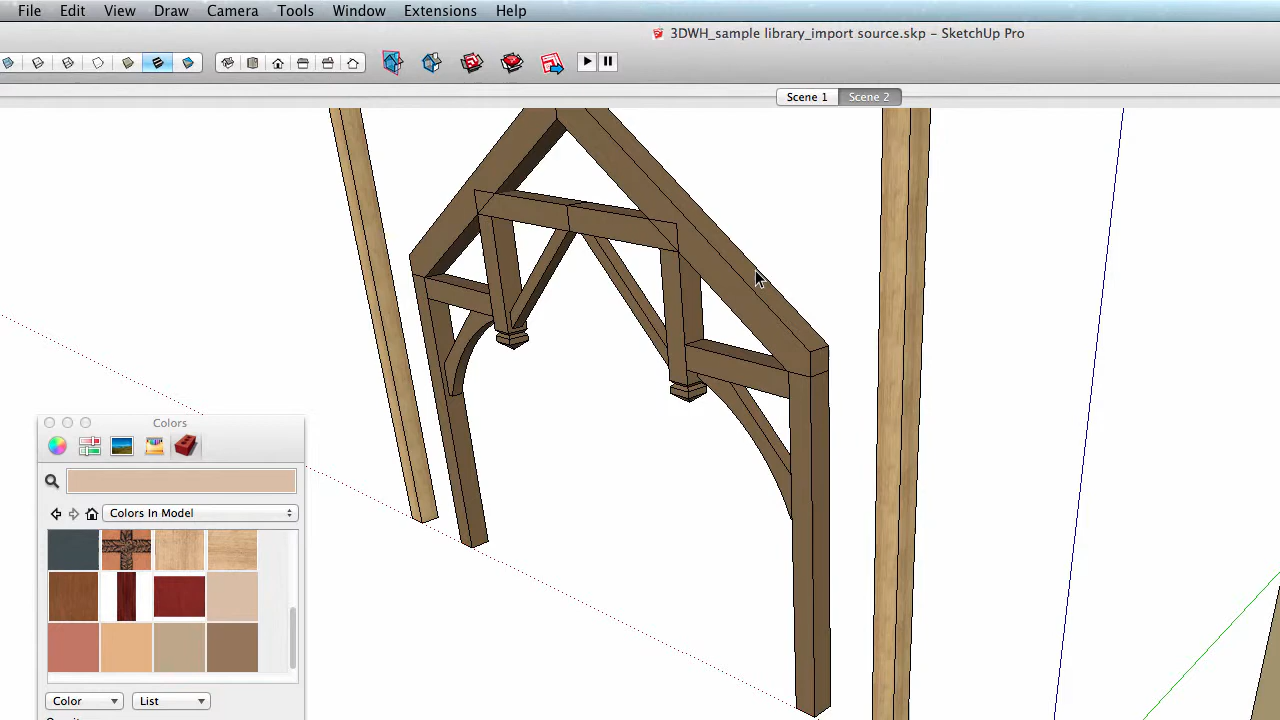 File Edit View Draw Camera Tools Window Extensions Help
3DWH_sample library_import source.skp – SketchUp Pro
Scene 1 Scene 2
Colors
Colors In Model
Color List